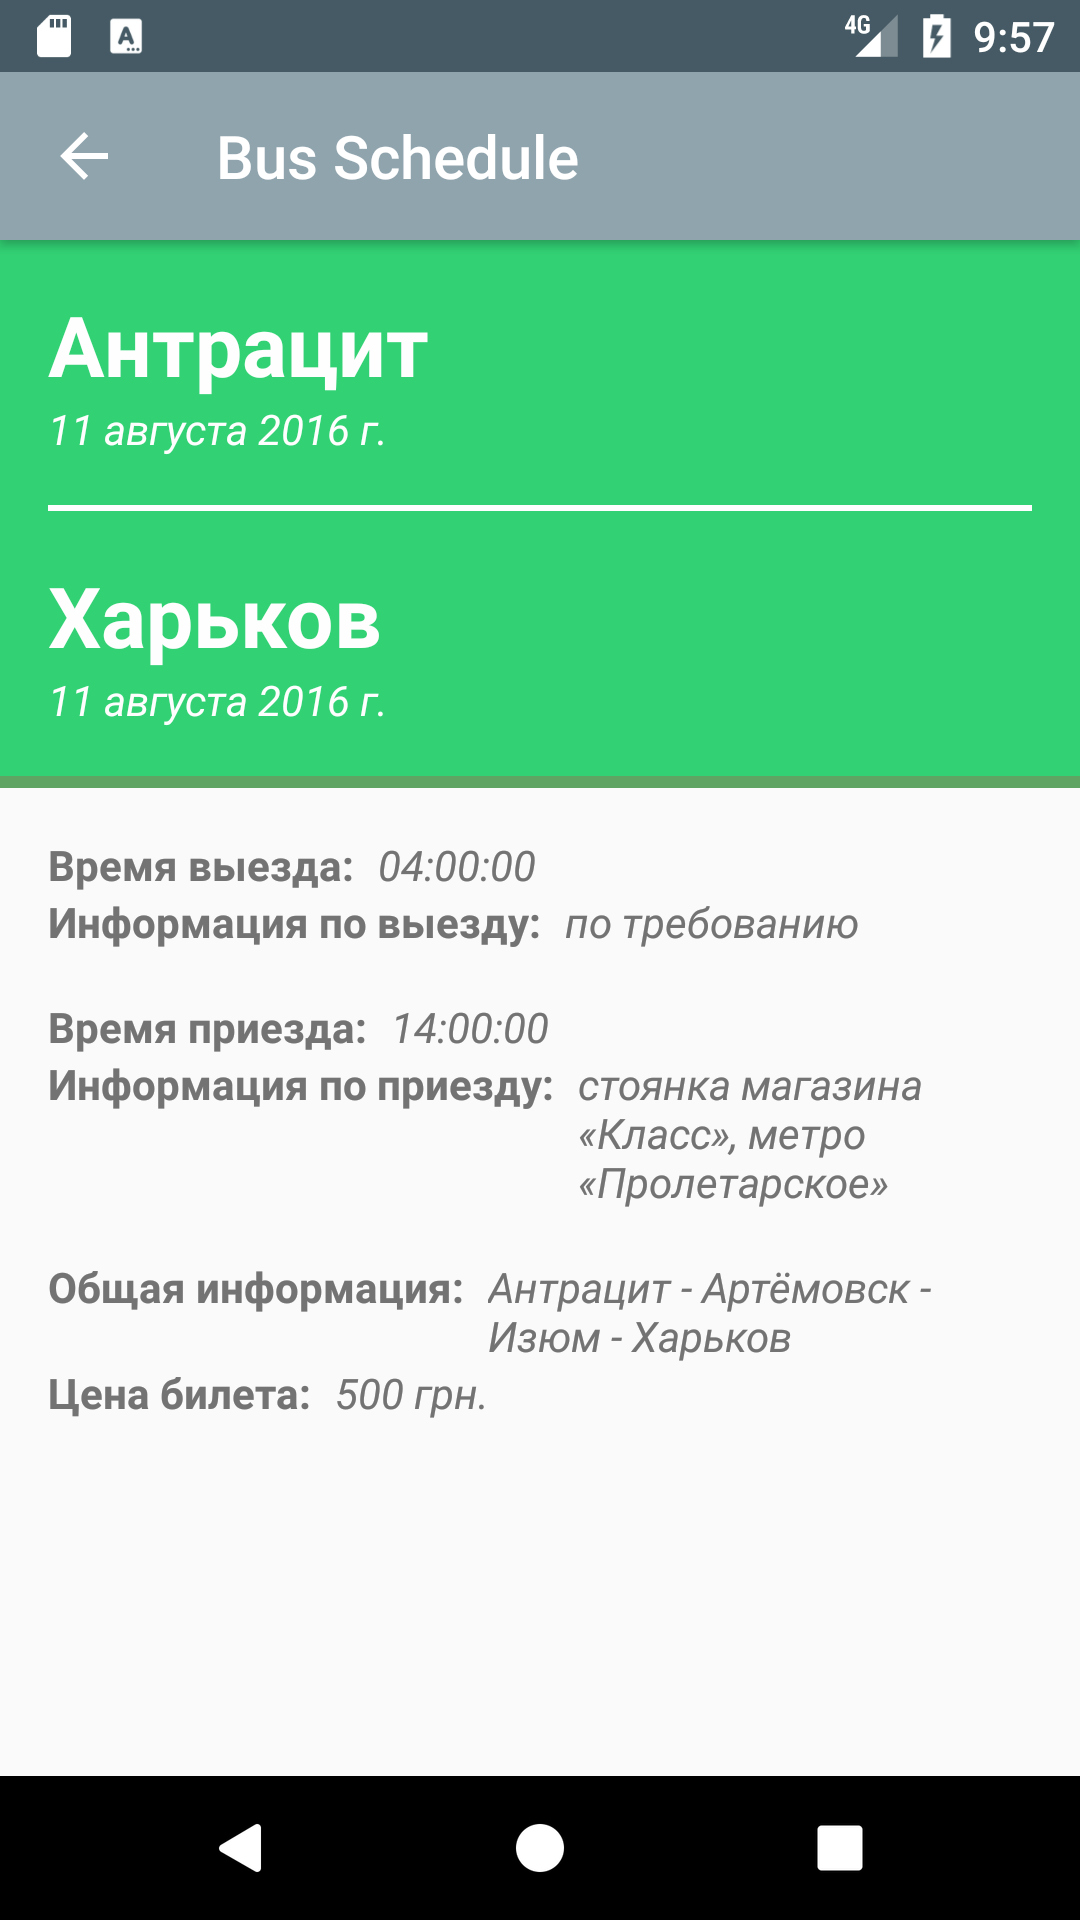 4G 9:57
Bus Schedule
Антрацит
11 августа 2016 г.
Харьков
11 августа 2016 г.
Время выезда: 04:00:00
Информация по выезду: по требованию
Время приезда: 14:00:00
Информация по приезду: стоянка магазина
«Класс», метро
«Пролетарское»
Общая информация: Антрацит - Артёмовск -
Изюм - Харьков
Цена билета: 500 грн.